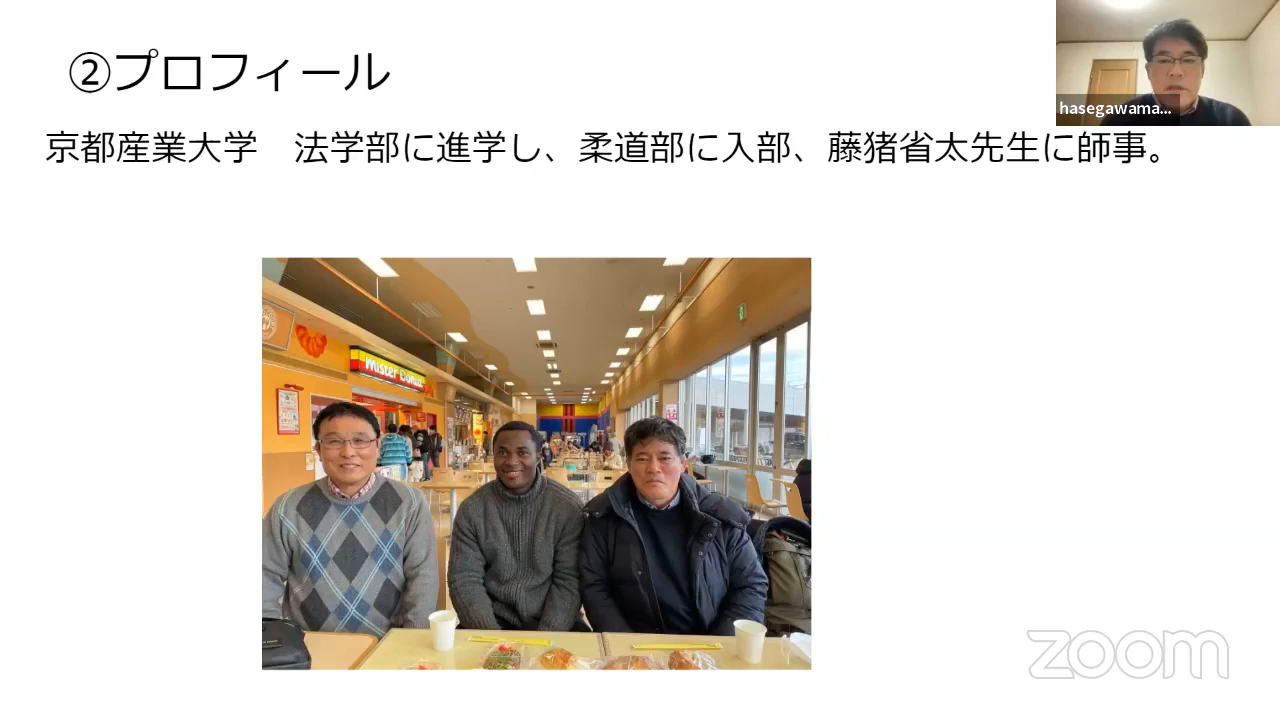 ②プロフィール
hasegawama...
京都産業大学　法学部に進学し、柔道部に入部、藤猪省太先生に師事。
mister Donut
zoom